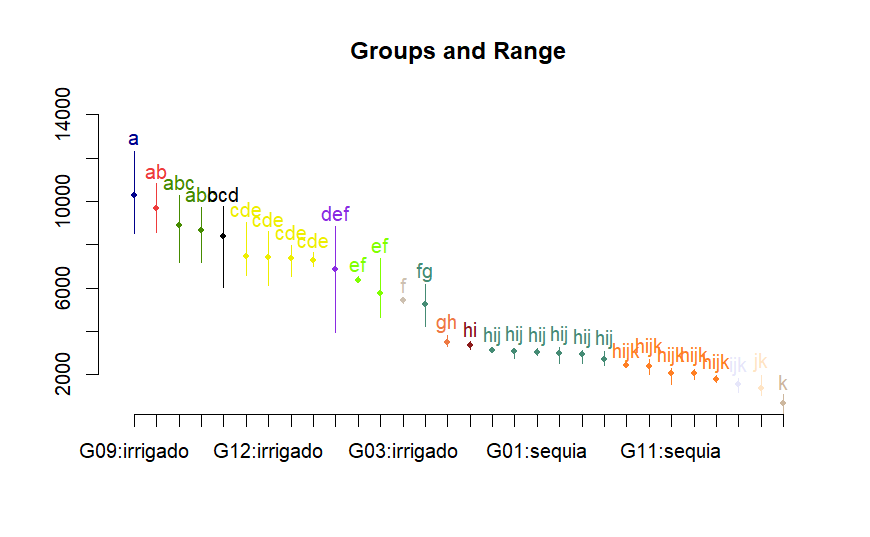 Groups and Range
14000
10000
6000
2000
a
ab
abc
abc
bcd
cde
cde
cde
cde
def
ef
ef
f
fg
gh
hi
hij
hij
hij
hij
hij
hij
hijk
hijk
hijk
hijk
hijk
ijk
jk
k
G09:irrigado G12:irrigado G03:irrigado G01:sequia G11:sequia